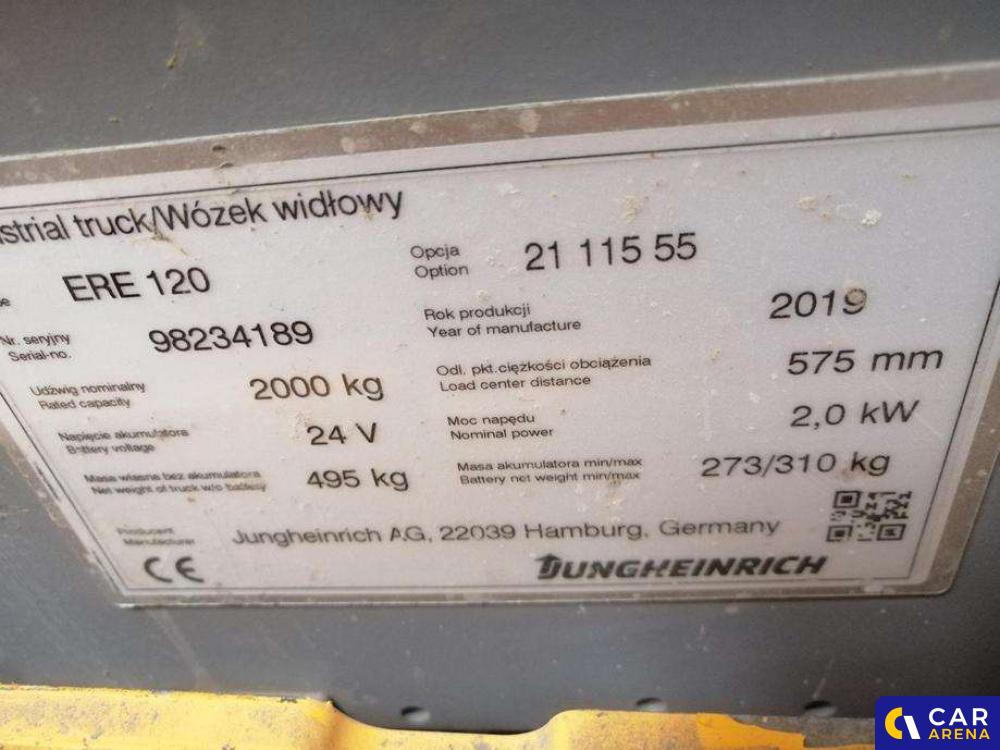 strial truck/Wózek widłowy
ERE 120
Opcja
Option
21 115 55
Nr. seryjny
Serial-no.
98234189
Rok produkcji
Year of manufacture
2019
Udźwig nominalny
Rated capacity
2000 kg
Odl. pkt.ciężkości obciążenia
Load center distance
575 mm
Napięcie akumulatora
Battery voltage
24 V
Moc napędu
Nominal power
2,0 kW
Masa własna bez akumulatora
Net weight of truck w/o battery
495 kg
Masa akumulatora min/max
Battery net weight min/max
273/310 kg
Producent
Manufacturer
Jungheinrich AG, 22039 Hamburg, Germany
CE
JUNGHEINRICH
CAR
ARENA